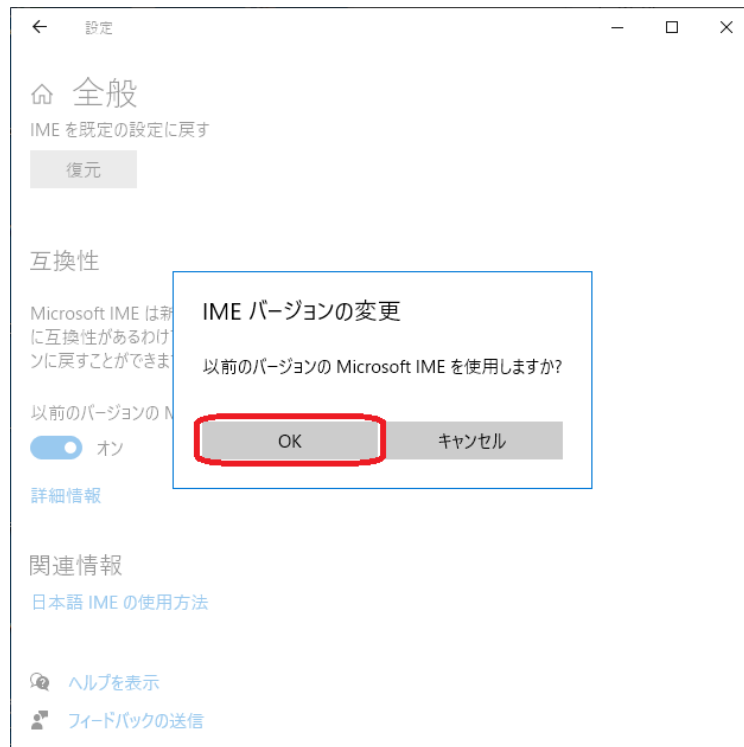 設定
全般
IME を既定の設定に戻す
復元
互換性
Microsoft IME は新
に互換性があるわけ
ンに戻すことができま
以前のバージョンの M
オン
詳細情報
IME バージョンの変更
以前のバージョンの Microsoft IME を使用しますか?
OK
キャンセル
関連情報
日本語 IME の使用方法
ヘルプを表示
フィードバックの送信